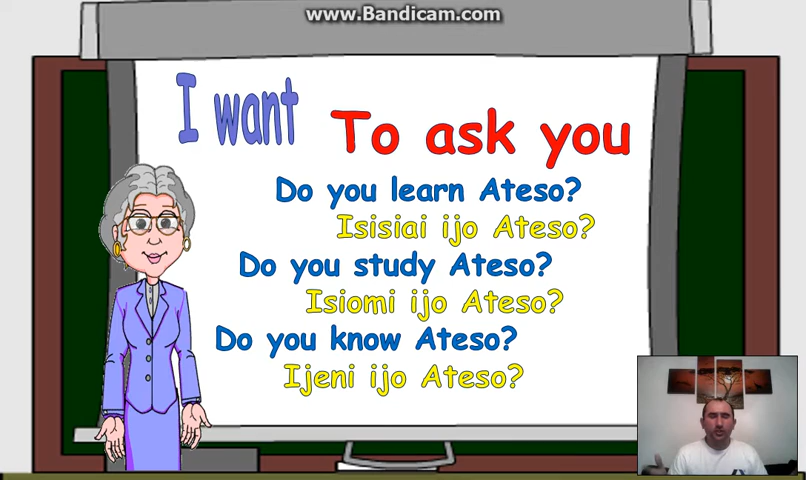 www.Bandicam.com
I want
To ask you
Do you learn Ateso?
Isisiai ijo Ateso?
Do you study Ateso?
Isiomi ijo Ateso?
Do you know Ateso?
Ijeni ijo Ateso?